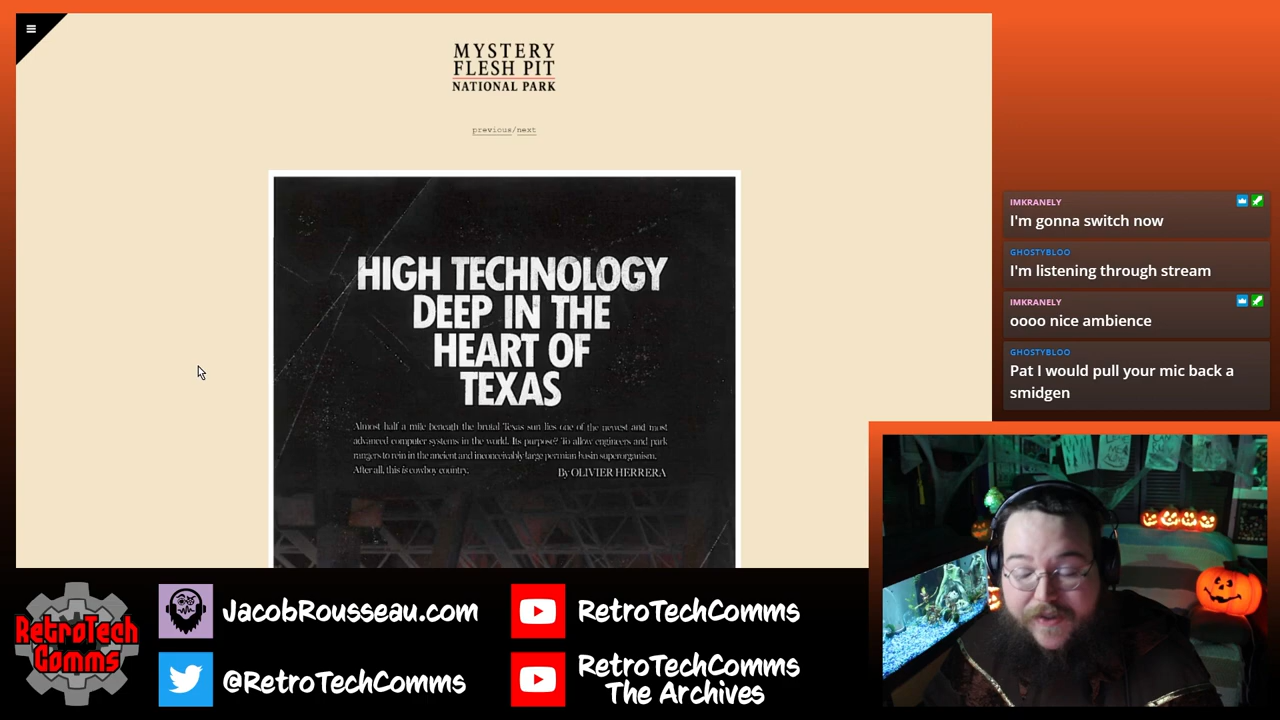 MYSTERY
FLESH PIT
NATIONAL PARK
previous/next
HIGH TECHNOLOGY
DEEP IN THE
HEART OF
TEXAS
Almost half a mile beneath the brutal Texas sun lies one of the newest and most
advanced computer systems in the world. Its purpose? To allow engineers and park
rangers to rein in the ancient and inconceivably large permian basin superorganism.
After all, this is cowboy country.
By OLIVIER HERRERA
IMKRANELY
I'm gonna switch now
GHOSTYBLOO
I'm listening through stream
IMKRANELY
oooo nice ambience
GHOSTYBLOO
Pat I would pull your mic back a
smidgen
RetroTech
Comms
JacobRousseau.com
@RetroTechComms
RetroTechComms
RetroTechComms
The Archives